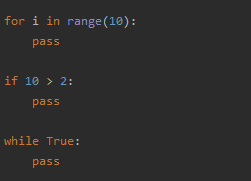 for i in range(10):
    pass

if 10 > 2:
    pass

while True:
    pass